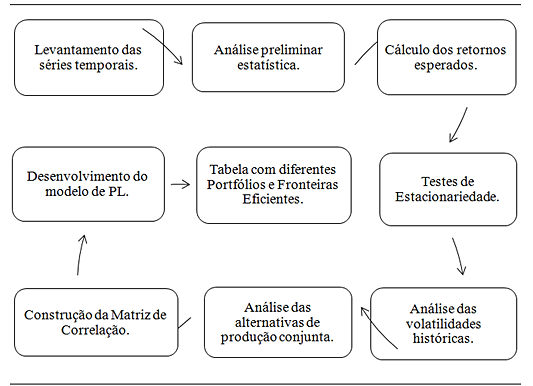 Levantamento das
séries temporais.
Análise preliminar
estatística.
Cálculo dos retornos
esperados.
Desenvolvimento do
modelo de PL.
Tabela com diferentes
Portfólios e Fronteiras
Eficientes.
Testes de
Estacionariedade.
Construção da Matriz de
Correlação.
Análise das
alternativas de
produção conjunta.
Análise das
volatilidades
históricas.